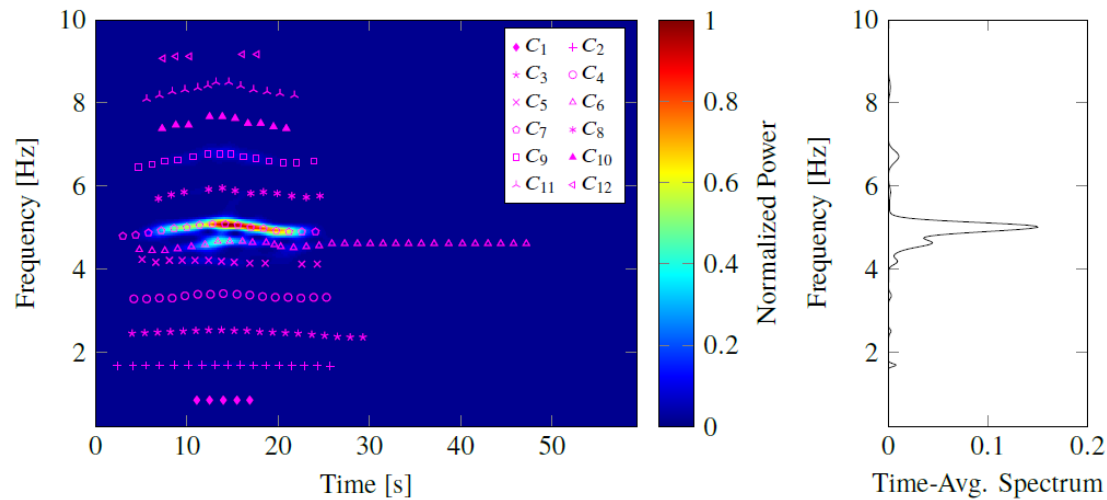 10
8
6
4
2
0
10
20
30
40
50
Time [s]
Frequency [Hz]
C1
C2
C3
C4
C5
C6
C7
C8
C9
C10
C11
C12
1
0.8
0.6
0.4
0.2
0
Normalized Power
10
8
6
4
2
0
0.1
0.2
Frequency [Hz]
Time-Avg. Spectrum